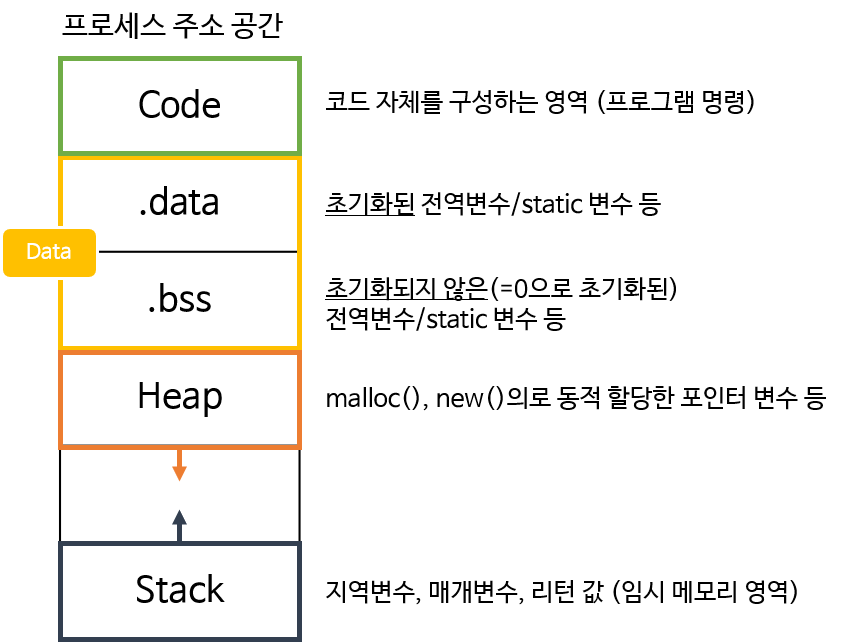 프로세스 주소 공간
Code
코드 자체를 구성하는 영역 (프로그램 명령)
.data
초기화된 전역변수/static 변수 등
Data
.bss
초기화되지 않은(=0으로 초기화된)
전역변수/static 변수 등
Heap
malloc(), new()의로 동적 할당한 포인터 변수 등
Stack
지역변수, 매개변수, 리턴 값 (임시 메모리 영역)